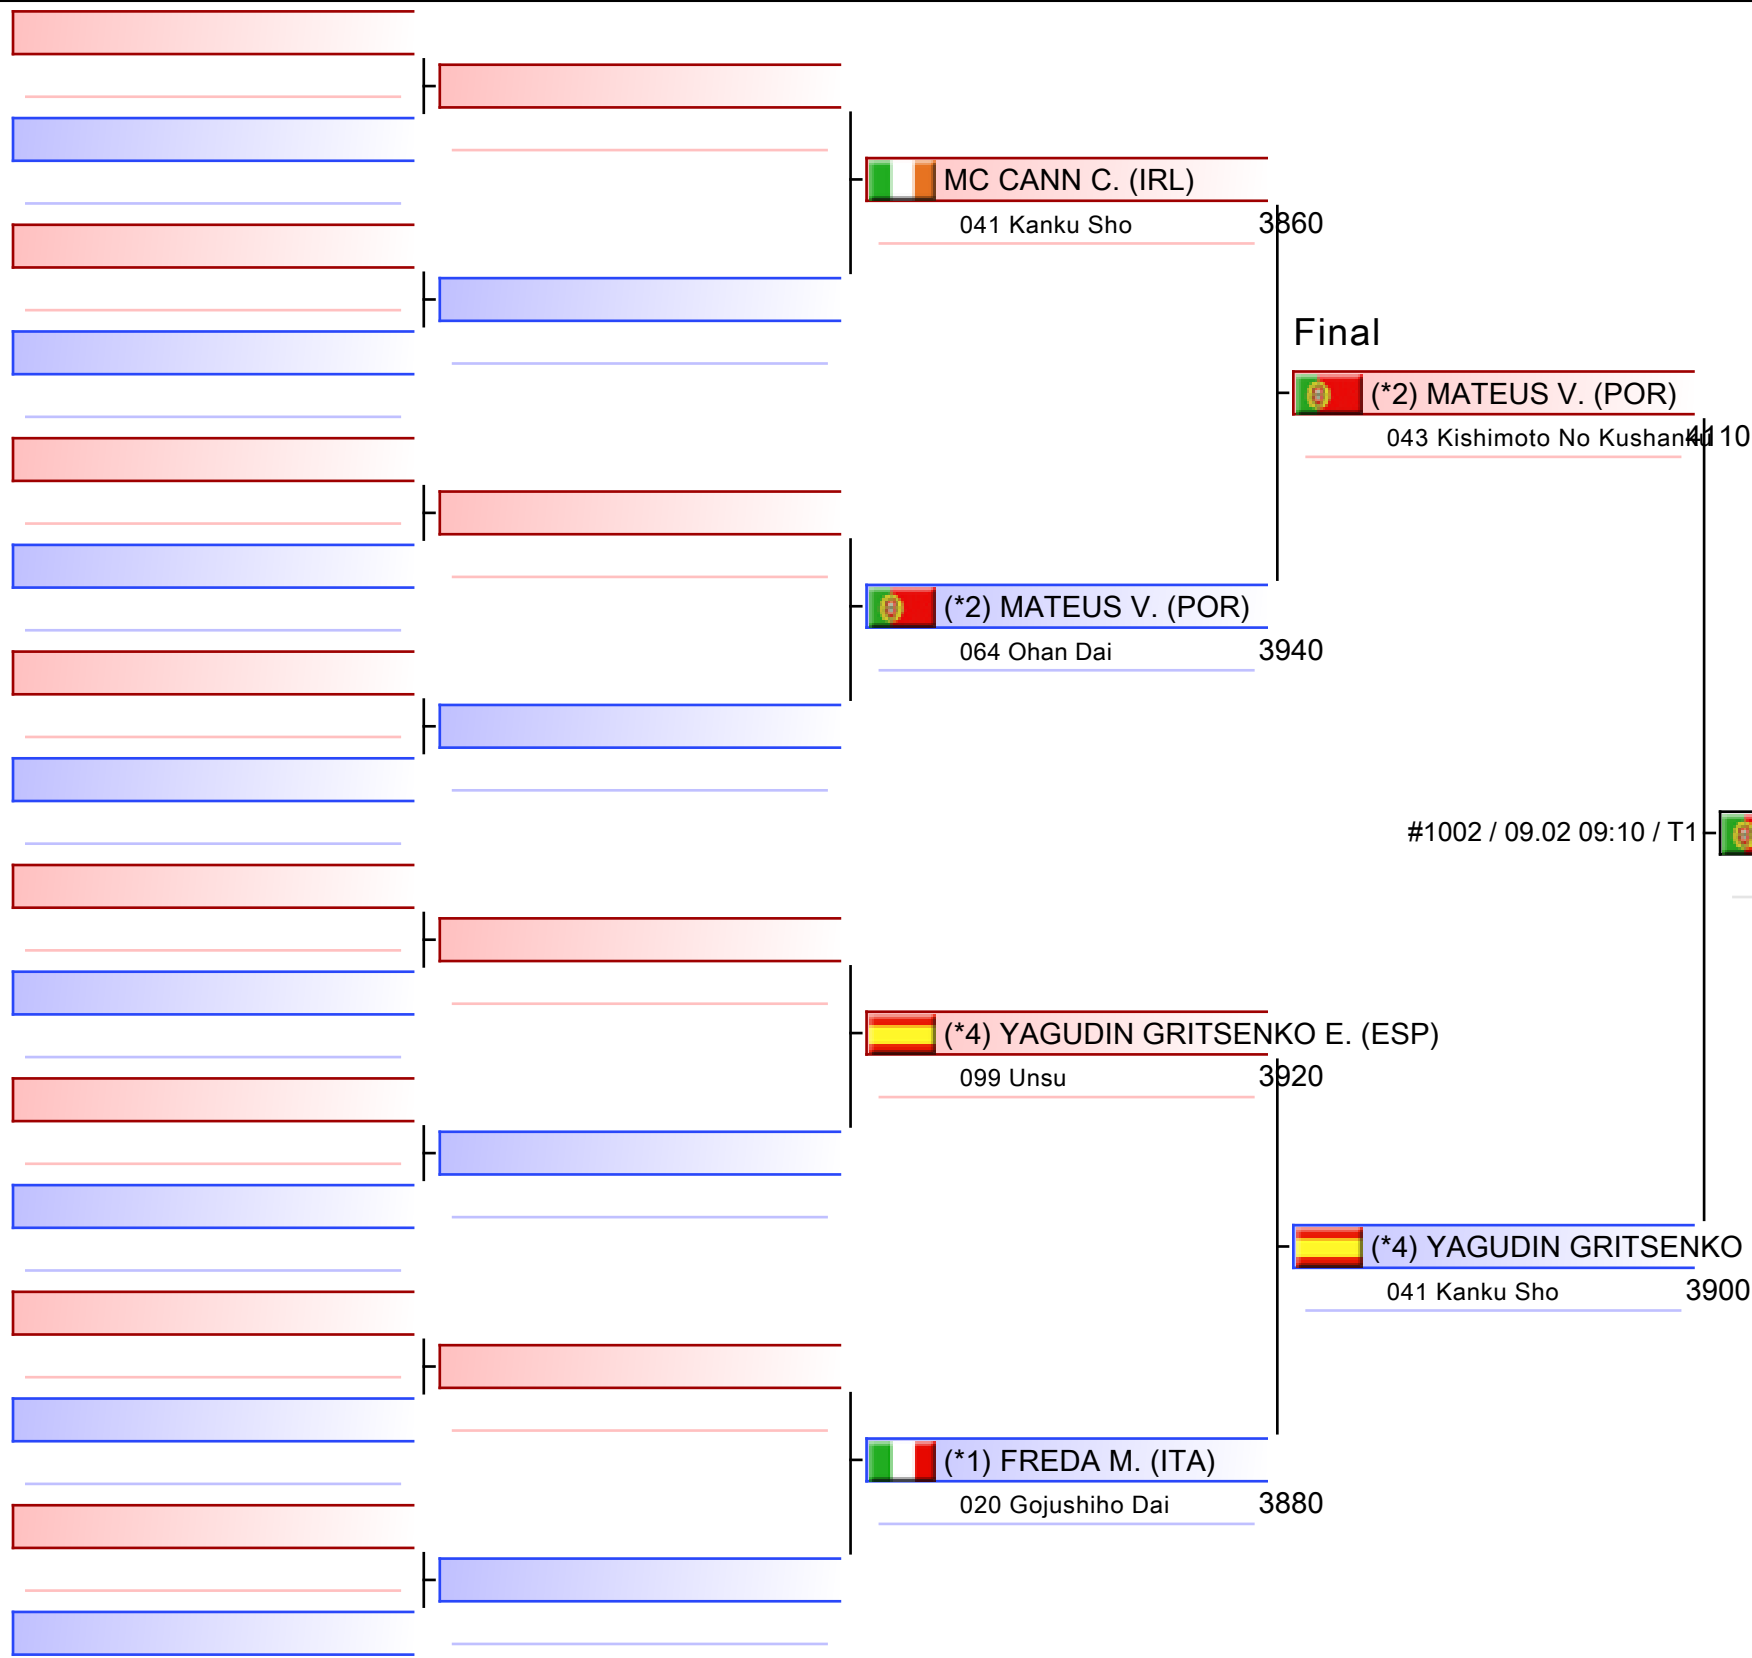 MC CANN C. (IRL)
041 Kanku Sho 3860
Final
(*2) MATEUS V. (POR)
043 Kishimoto No Kushanku 4110
(*2) MATEUS V. (POR)
064 Ohan Dai 3940
#1002 / 09.02 09:10 / T1
(*4) YAGUDIN GRITSENKO E. (ESP)
099 Unsu 3920
(*4) YAGUDIN GRITSENKO
041 Kanku Sho 3900
(*1) FREDA M. (ITA)
020 Gojushiho Dai 3880